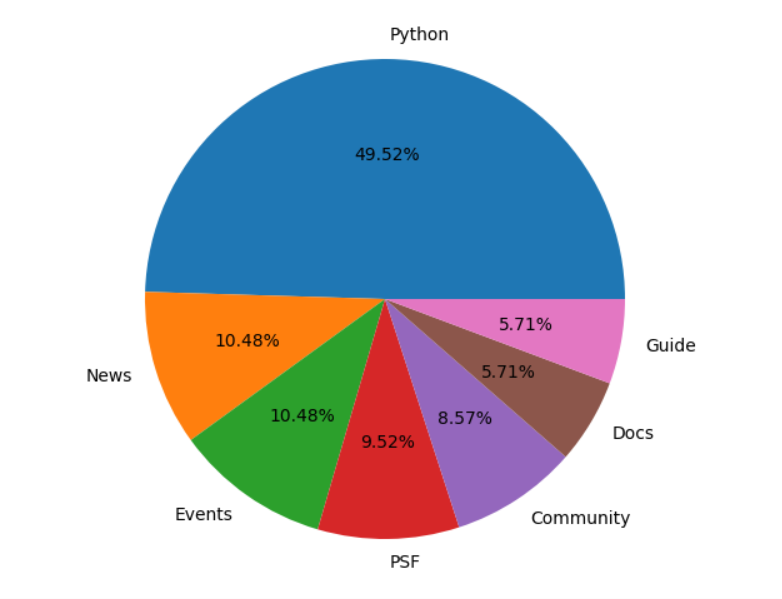 Python
49.52%
10.48%
News
10.48%
Events
9.52%
PSF
8.57%
Community
5.71%
Docs
5.71%
Guide